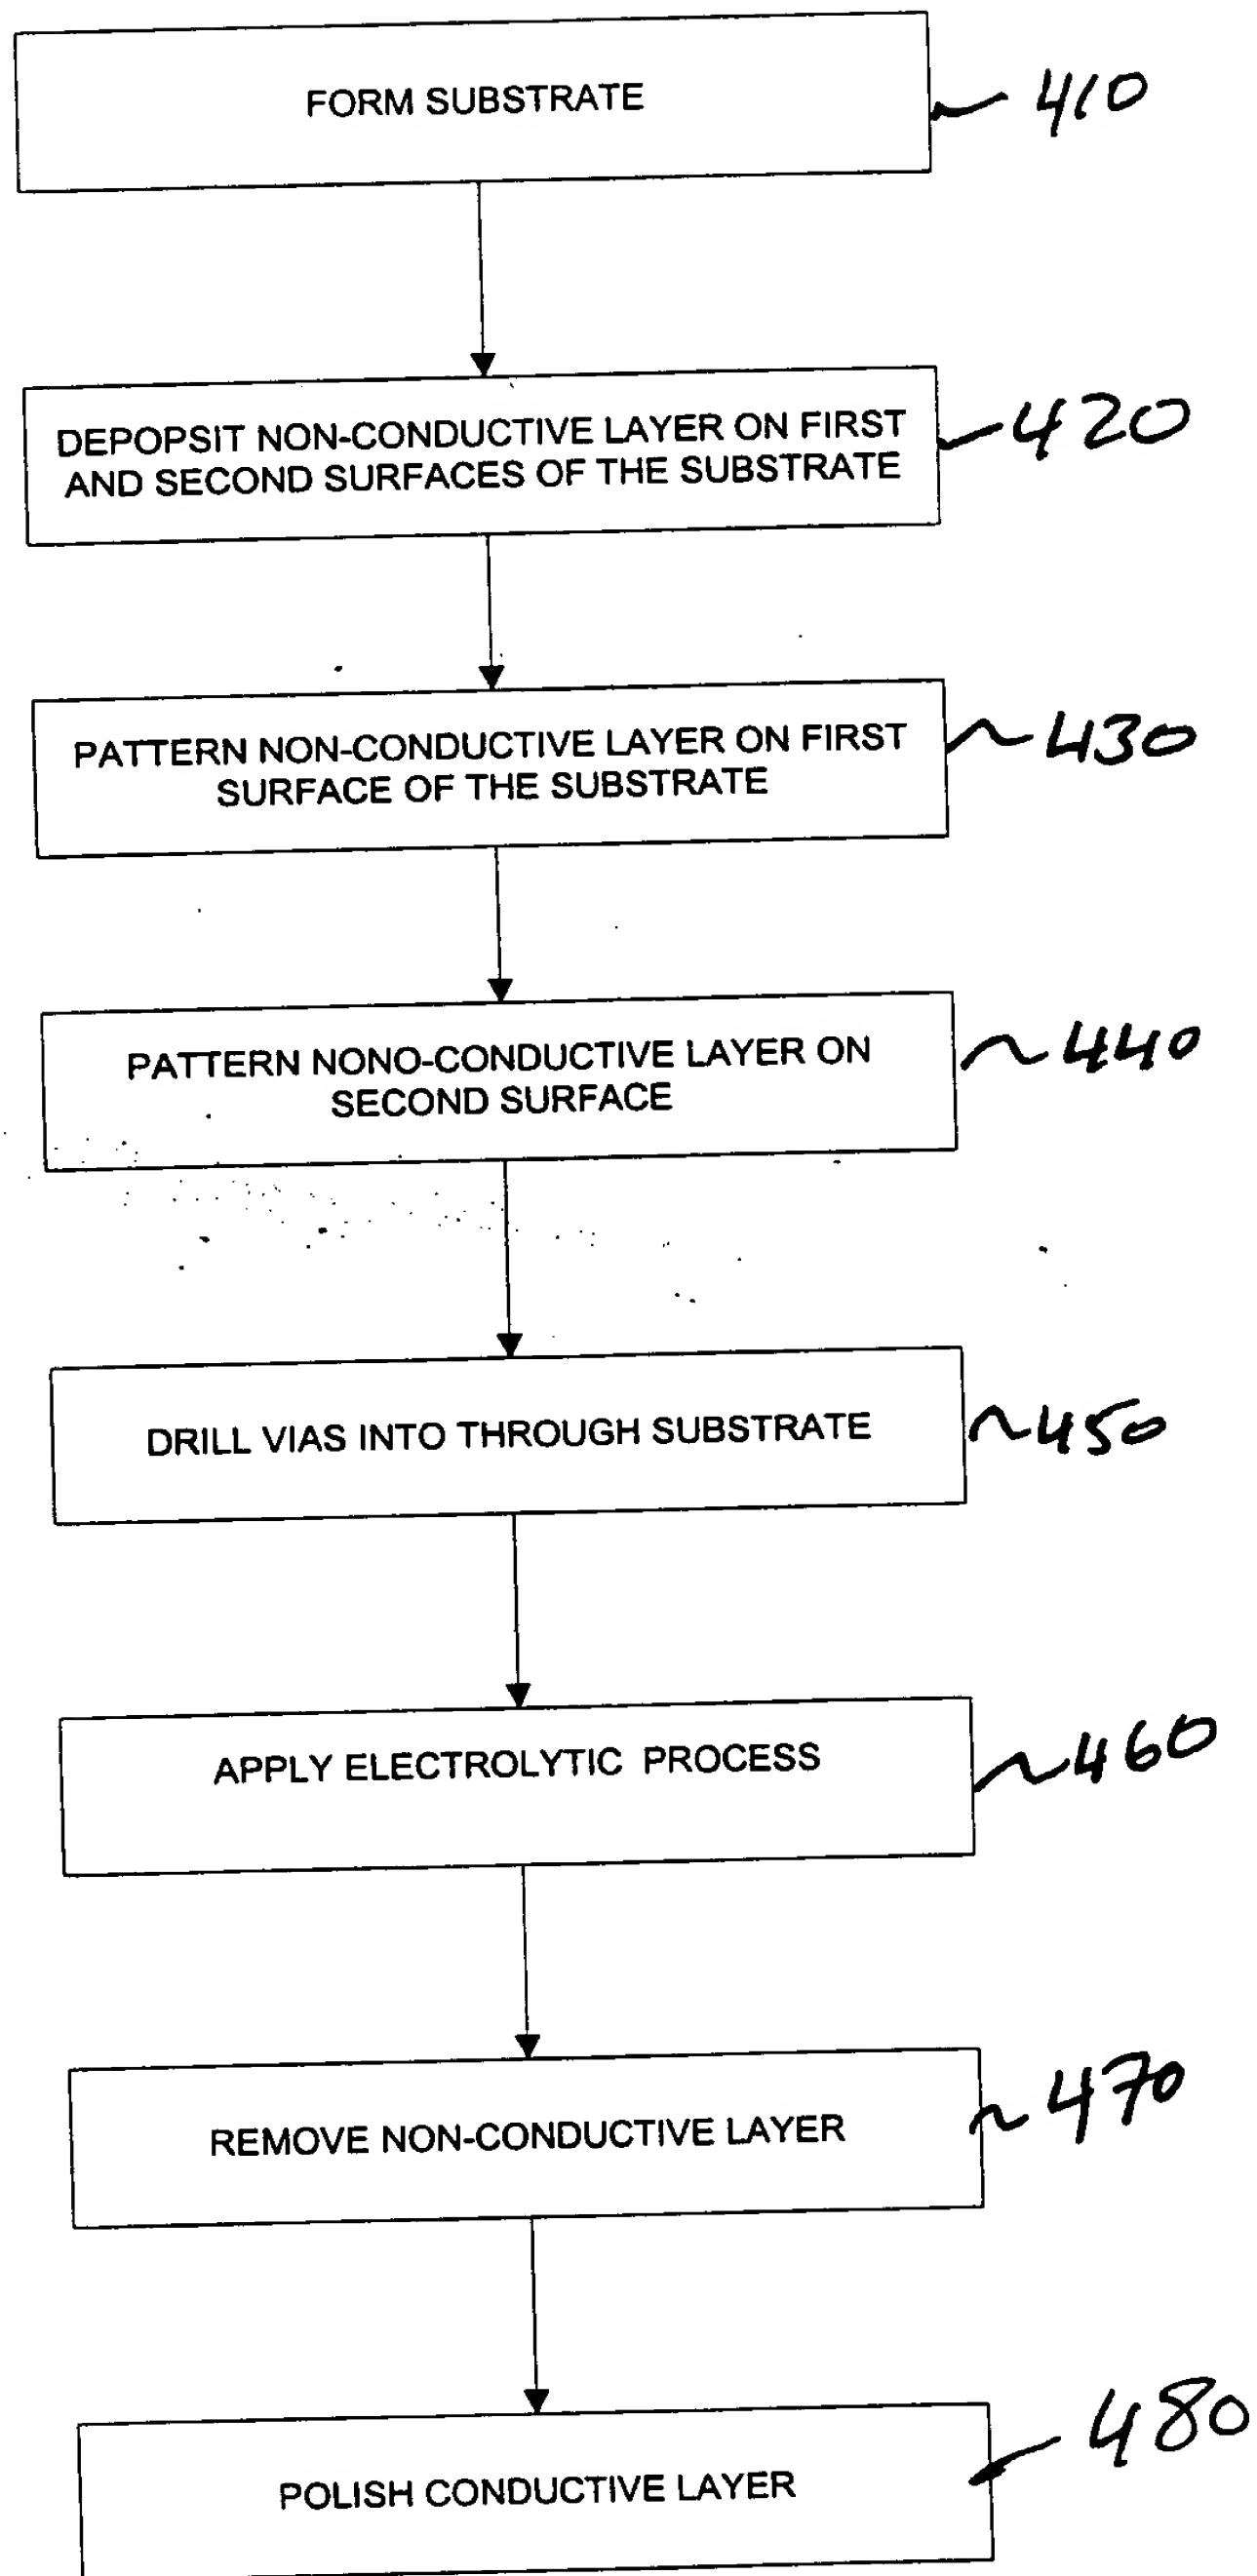 FORM SUBSTRATE
410
DEPOPSIT NON-CONDUCTIVE LAYER ON FIRST
AND SECOND SURFACES OF THE SUBSTRATE
420
PATTERN NON-CONDUCTIVE LAYER ON FIRST
SURFACE OF THE SUBSTRATE
430
PATTERN NONO-CONDUCTIVE LAYER ON
SECOND SURFACE
440
DRILL VIAS INTO THROUGH SUBSTRATE
450
APPLY ELECTROLYTIC PROCESS
460
REMOVE NON-CONDUCTIVE LAYER
470
POLISH CONDUCTIVE LAYER
480